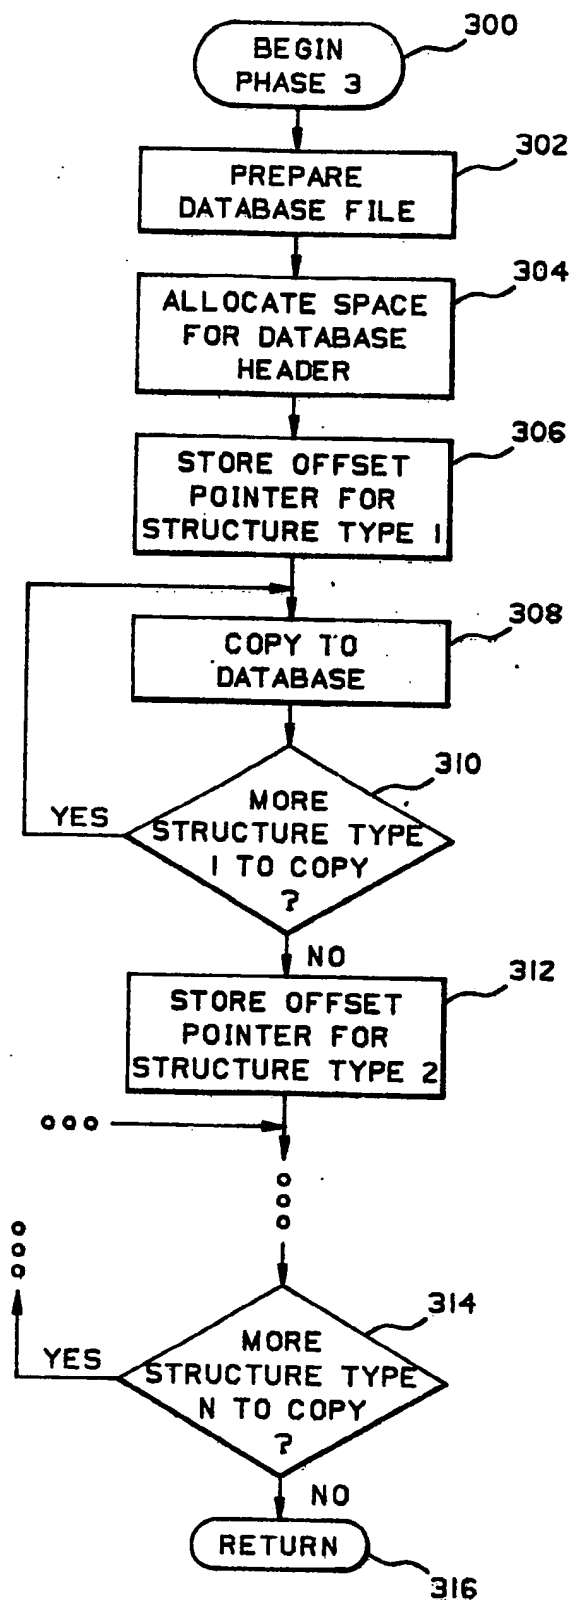 300
BEGIN
PHASE 3
302
PREPARE
DATABASE FILE
304
ALLOCATE SPACE
FOR DATABASE
HEADER
306
STORE OFFSET
POINTER FOR
STRUCTURE TYPE 1
308
COPY TO
DATABASE
310
MORE
STRUCTURE TYPE
1 TO COPY
?
YES
NO
312
STORE OFFSET
POINTER FOR
STRUCTURE TYPE 2
314
MORE
STRUCTURE TYPE
N TO COPY
?
YES
NO
RETURN
316